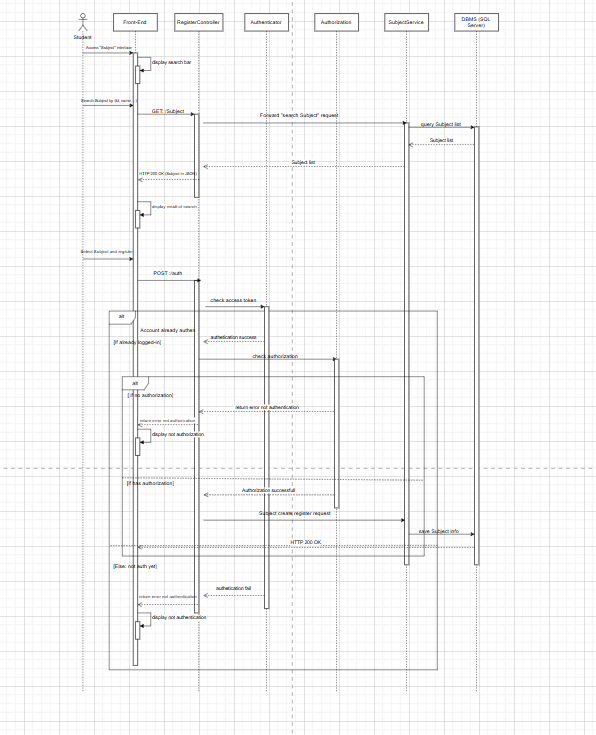 Student
Front-End
RegisterController
Authenticator
Authorization
SubjectService
DBMS (SQL
Server)
Access "Subject" interface
display search bar
Search Subject by (id, name, ...)
GET: /Subject
Forward "search Subject" request
query Subject list
Subject list
Subject list
HTTP 200 OK (Subject in JSON)
display result of search
Select Subject and register
POST :/auth
check access token
alt
Account already authen
[If already logged-in]
authentication success
check authorization
alt
[ if no authorization]
return error not authentication
return error not authentication
display not authorization
[if has authorization]
Authorization successfull
Subject create register request
save Subject info
HTTP 200 OK
[Else: not auth yet]
authetication fail
return error not authentication
display not authentication